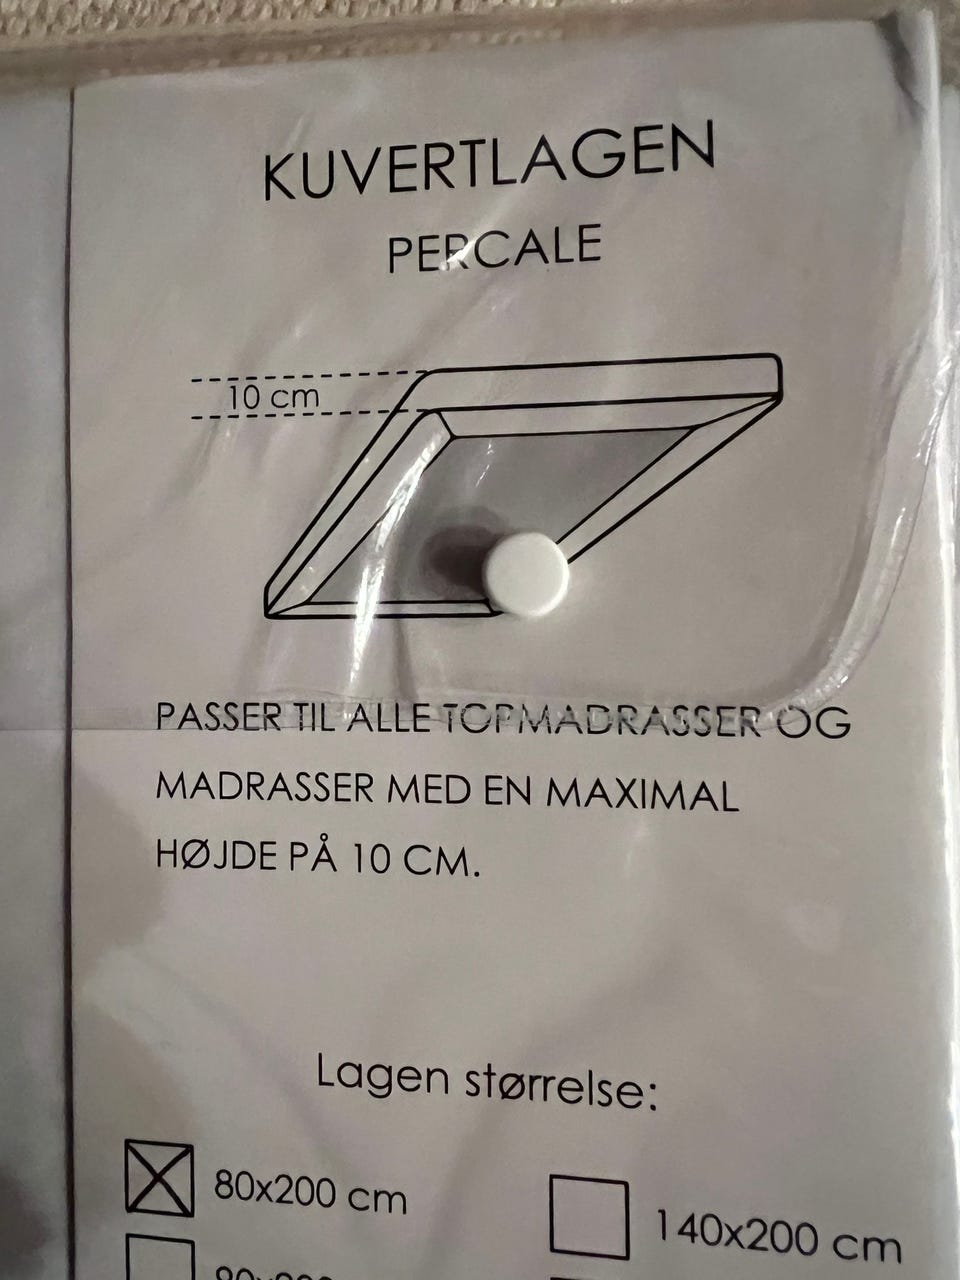 KUVERTLAGEN
PERCALE
10 cm
PASSER TIL ALLE TOPMADRASSER OG
MADRASSER MED EN MAXIMAL
HØJDE PÅ 10 CM.
Lagen størrelse:
80x200 cm
140x200 cm